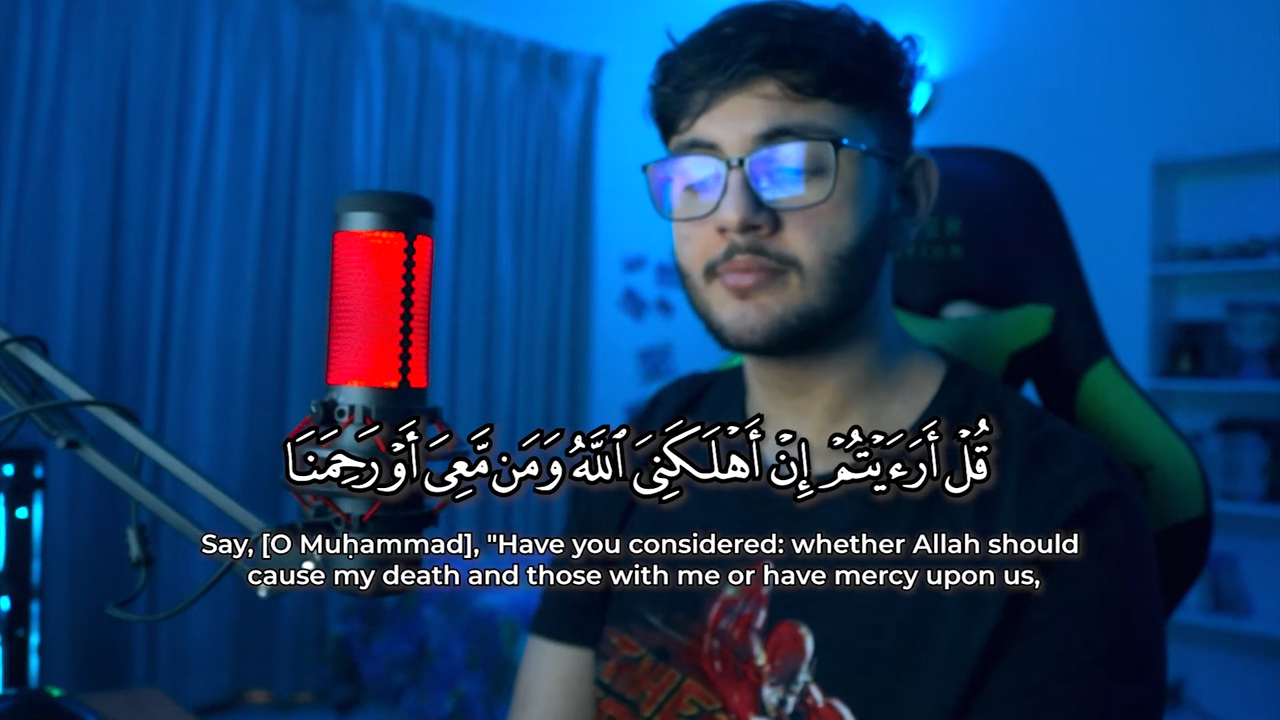 قُلْ أَرَءَيْتُمْ إِنْ أَهْلَكَنِىَ ٱللَّهُ وَمَن مَّعِىَ أَوْ رَحِمَنَا
Say, [O Muḥammad], "Have you considered: whether Allah should
cause my death and those with me or have mercy upon us,